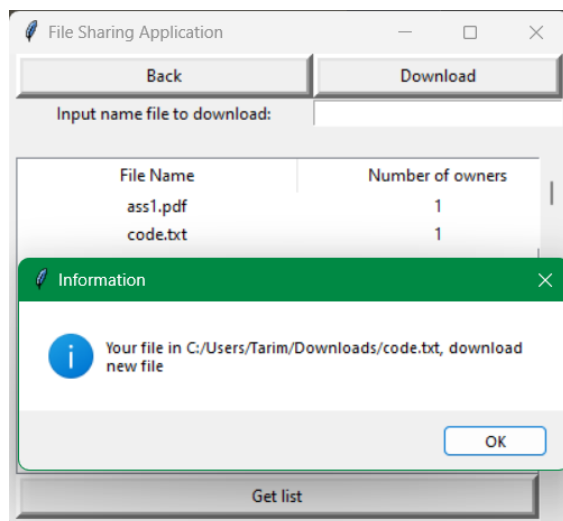 File Sharing Application
Back Download
Input name file to download:
File Name Number of owners
ass1.pdf 1
code.txt 1
Information
Your file in C:/Users/Tarim/Downloads/code.txt, download
new file
OK
Get list